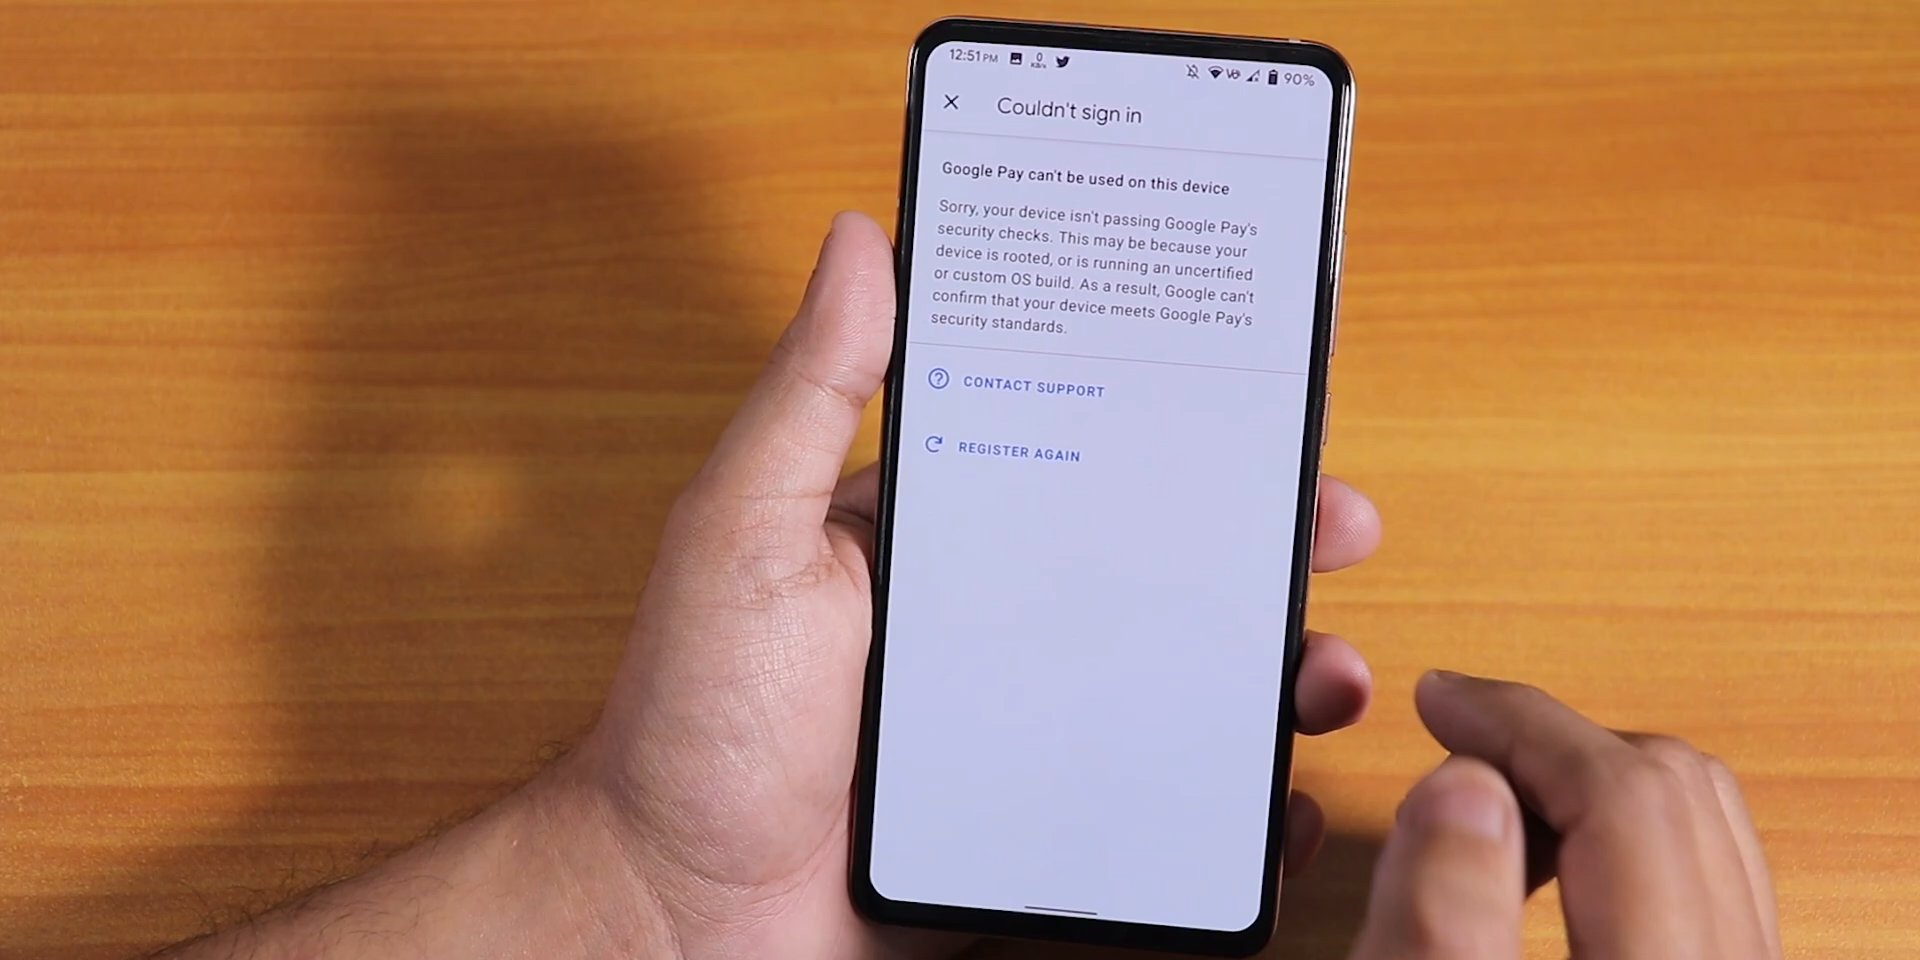 12:51 PM 0 KB/s 90%
Couldn't sign in
Google Pay can't be used on this device
Sorry, your device isn't passing Google Pay's
security checks. This may be because your
device is rooted, or is running an uncertified
or custom OS build. As a result, Google can't
confirm that your device meets Google Pay's
security standards.
CONTACT SUPPORT
REGISTER AGAIN